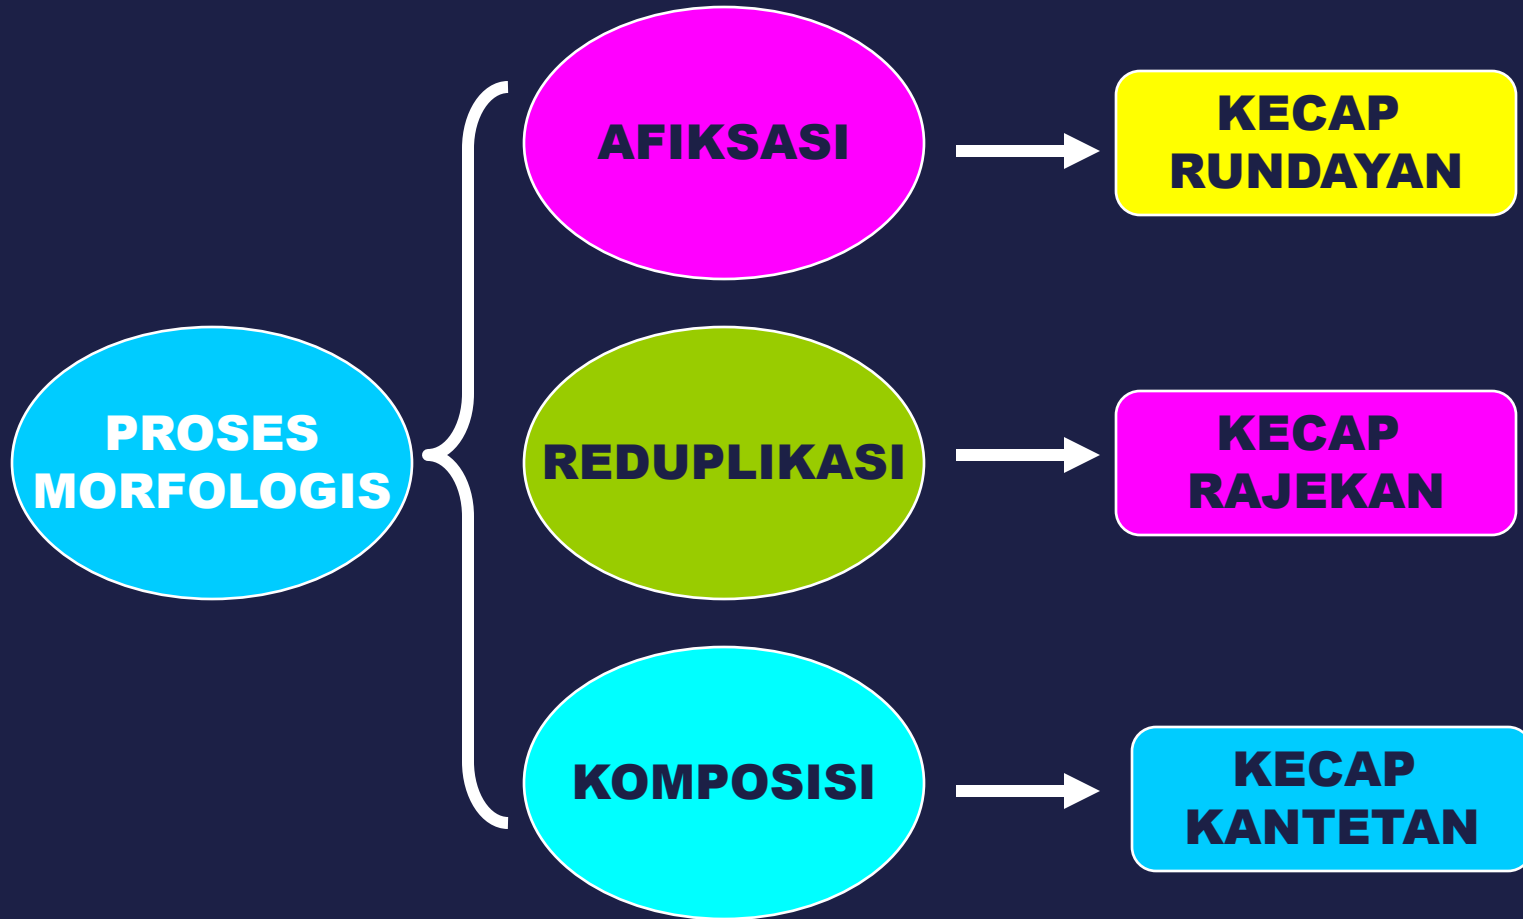 PROSES
MORFOLOGIS
AFIKSASI
KECAP
RUNDAYAN
REDUPLIKASI
KECAP
RAJEKAN
KOMPOSISI
KECAP
KANTETAN